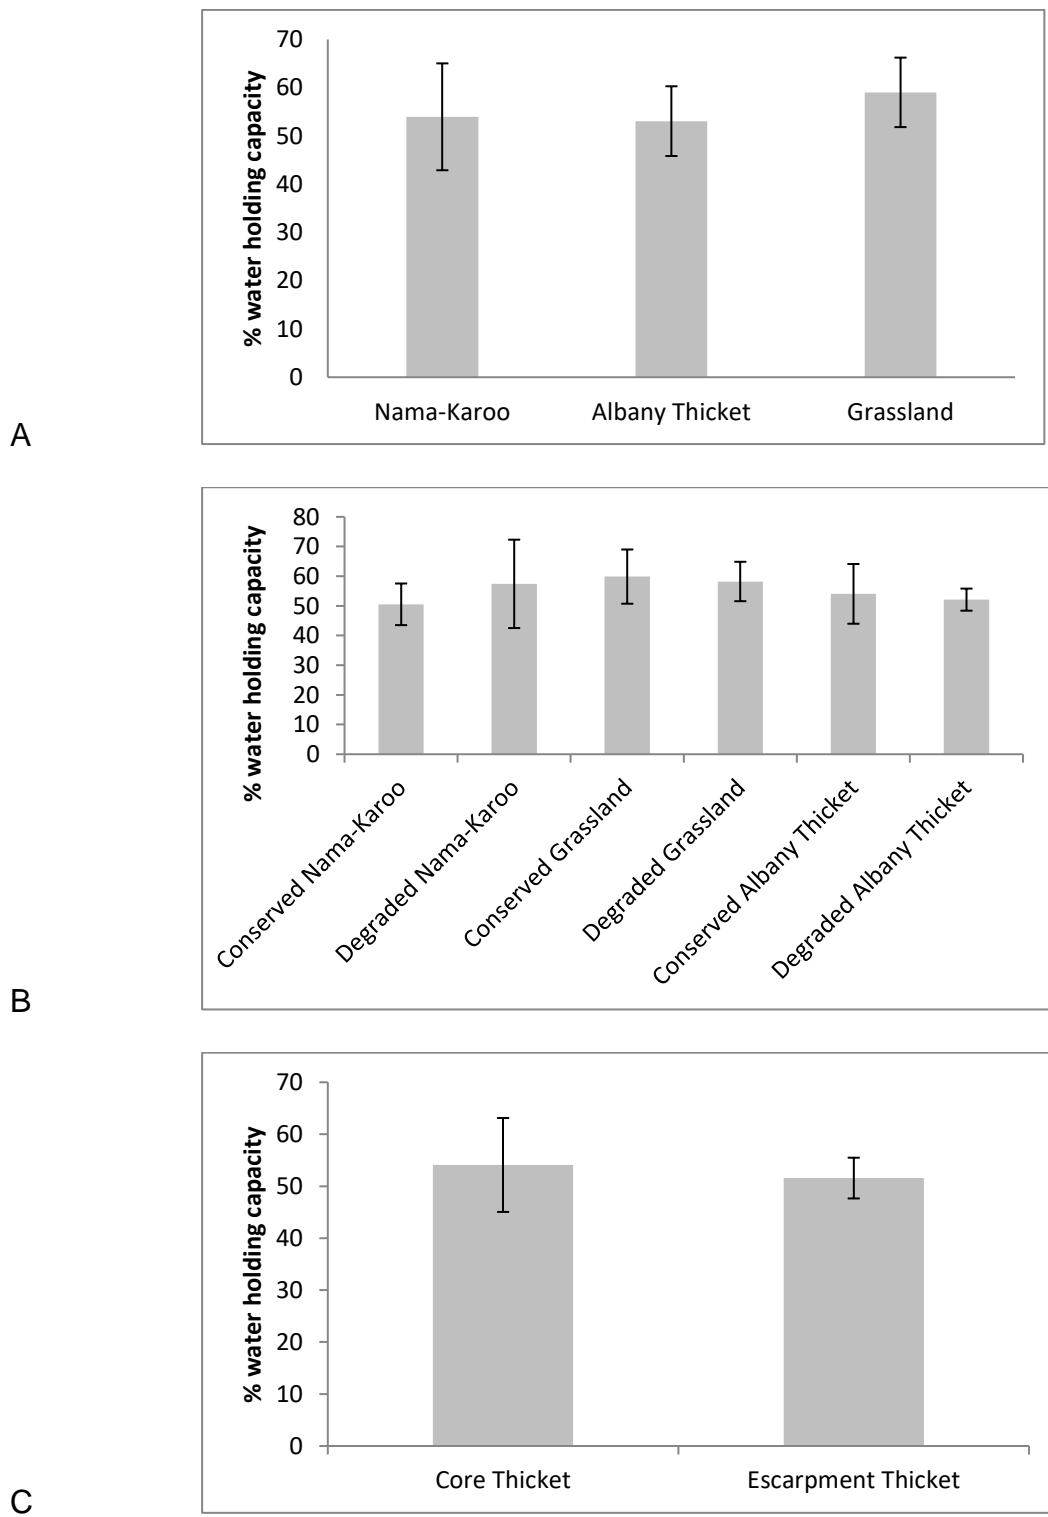 70
60
50
40
30
20
10
0
% water holding capacity
Nama-Karoo Albany Thicket Grassland
A
80
70
60
50
40
30
20
10
0
% water holding capacity
Conserved Nama-Karoo
Degraded Nama-Karoo
Conserved Grassland
Degraded Grassland
Conserved Albany Thicket
Degraded Albany Thicket
B
70
60
50
40
30
20
10
0
% water holding capacity
Core Thicket Escarpment Thicket
C